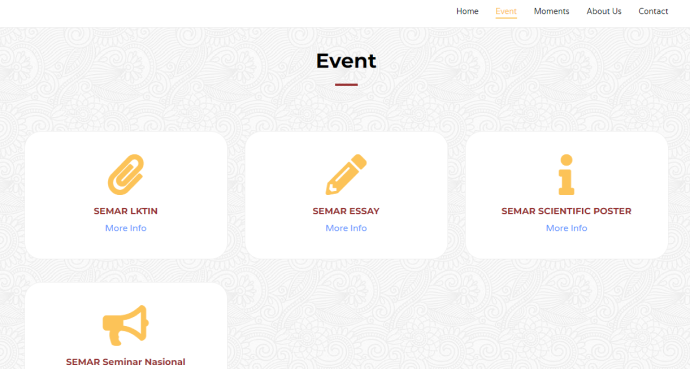 Home Event Moments About Us Contact
Event
SEMAR LKTIN
More Info
SEMAR ESSAY
More Info
SEMAR SCIENTIFIC POSTER
More Info
SEMAR Seminar Nasional